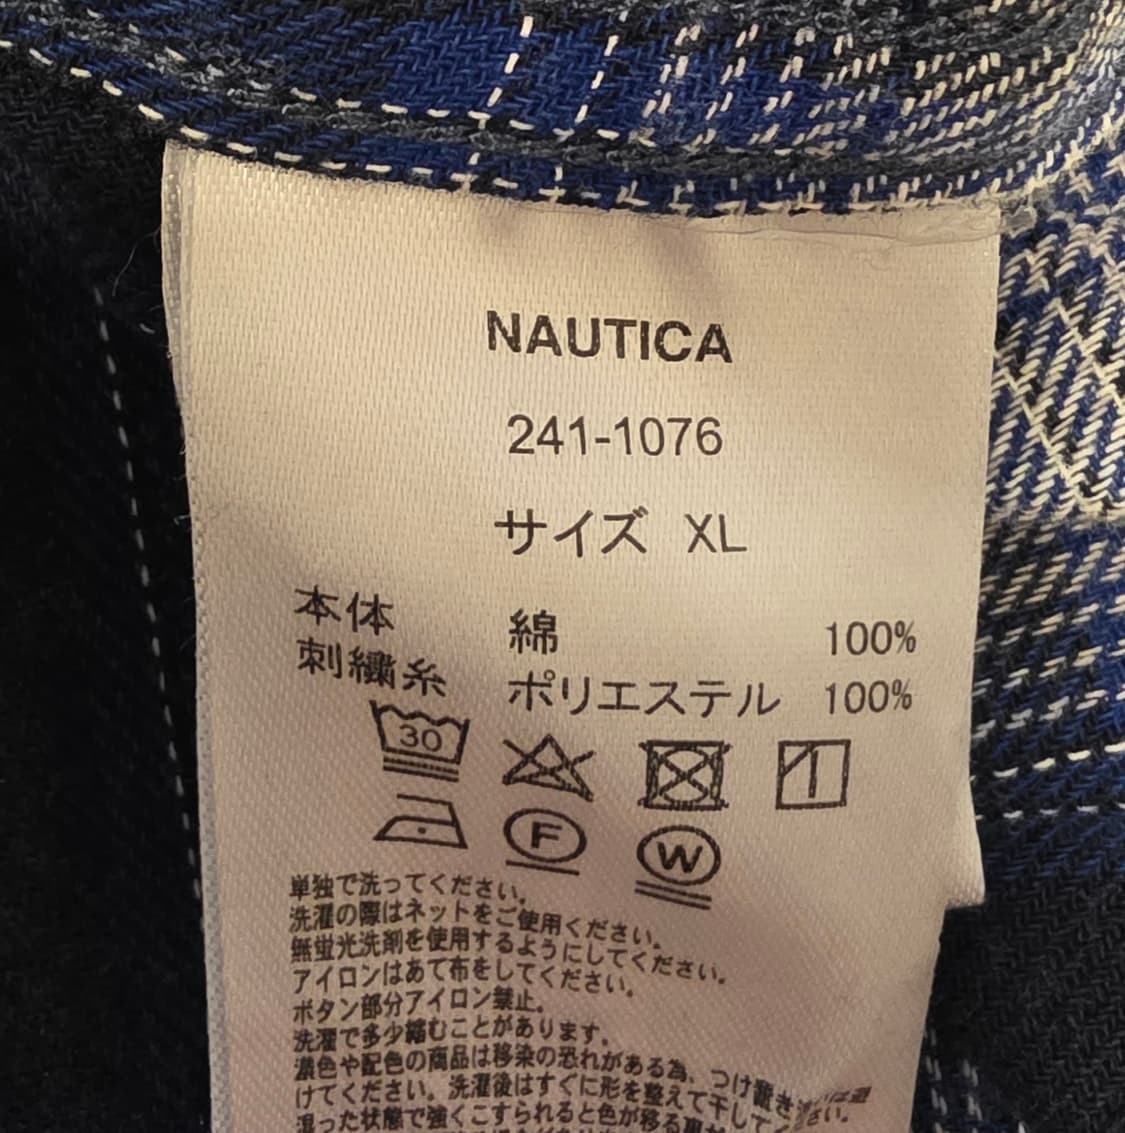 NAUTICA
241-1076
サイズ XL
本体 綿 100%
刺繍糸 ポリエステル 100%
30
F W
単独で洗ってください。
洗濯の際はネットをご使用ください。
無蛍光洗剤を使用するようにしてください。
アイロンはあて布をしてください。
ボタン部分アイロン禁止。
洗濯で多少縮むことがあります。
濃色や配色の商品は移染の恐れがある為、つけ置き
けてください。洗濯後はすぐに形を整えて干して
湿った状態で強くこすられると色が移る